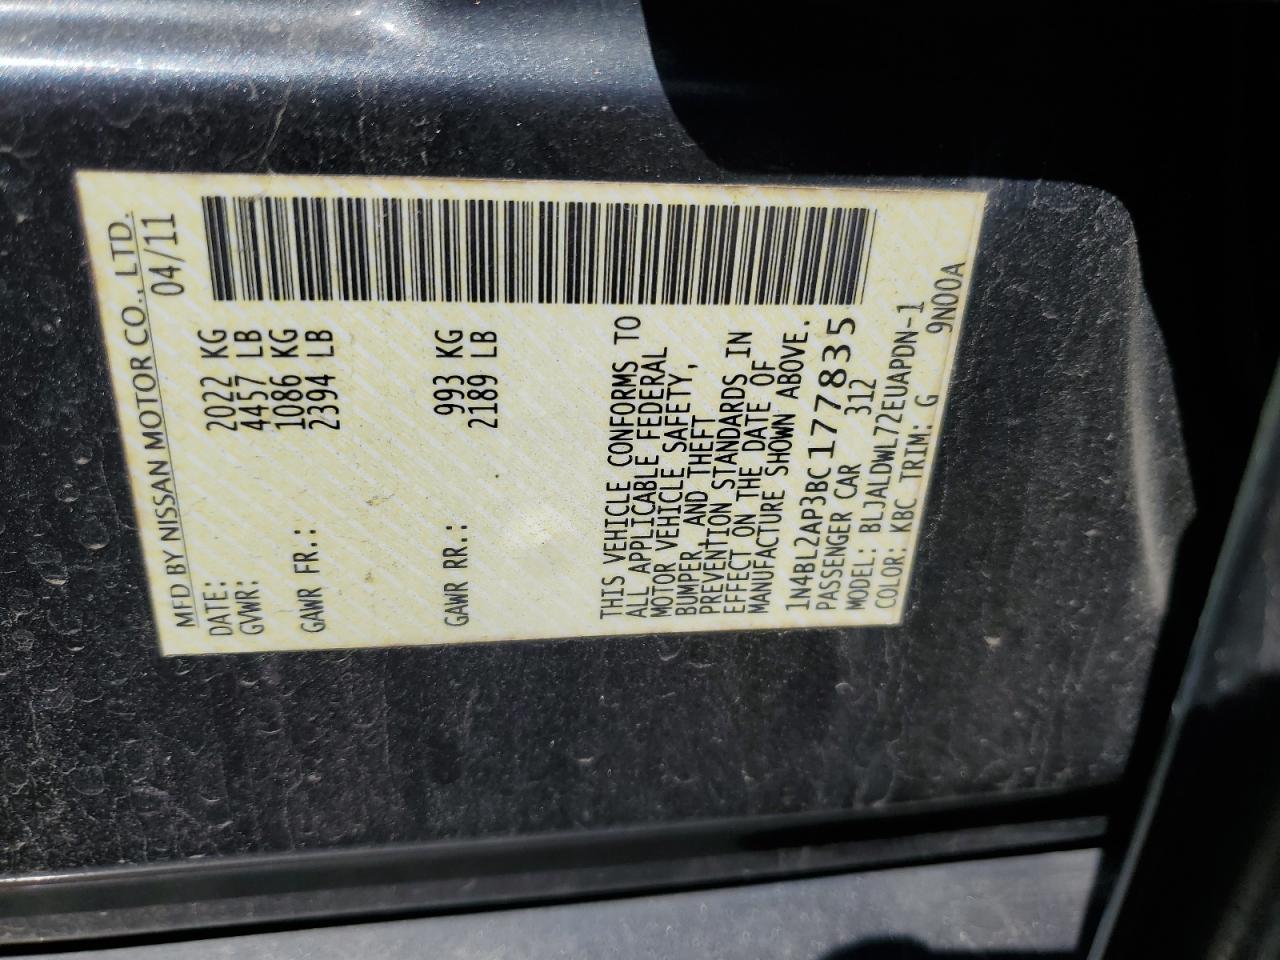 MFD BY NISSAN MOTOR CO., LTD.
DATE: 04/11
GVWR: 2022 KG
4457 LB
GAWR FR.: 1086 KG
2394 LB
GAWR RR.: 993 KG
2189 LB
THIS VEHICLE CONFORMS TO
ALL APPLICABLE FEDERAL
MOTOR VEHICLE SAFETY,
BUMPER, AND THEFT
PREVENTION STANDARDS IN
EFFECT ON THE DATE OF
MANUFACTURE SHOWN ABOVE.
1N4BL2AP3BC177835
PASSENGER CAR 312
MODEL: BLJALDWL72EUAPDN-1
COLOR: KBC TRIM: G 9N00A